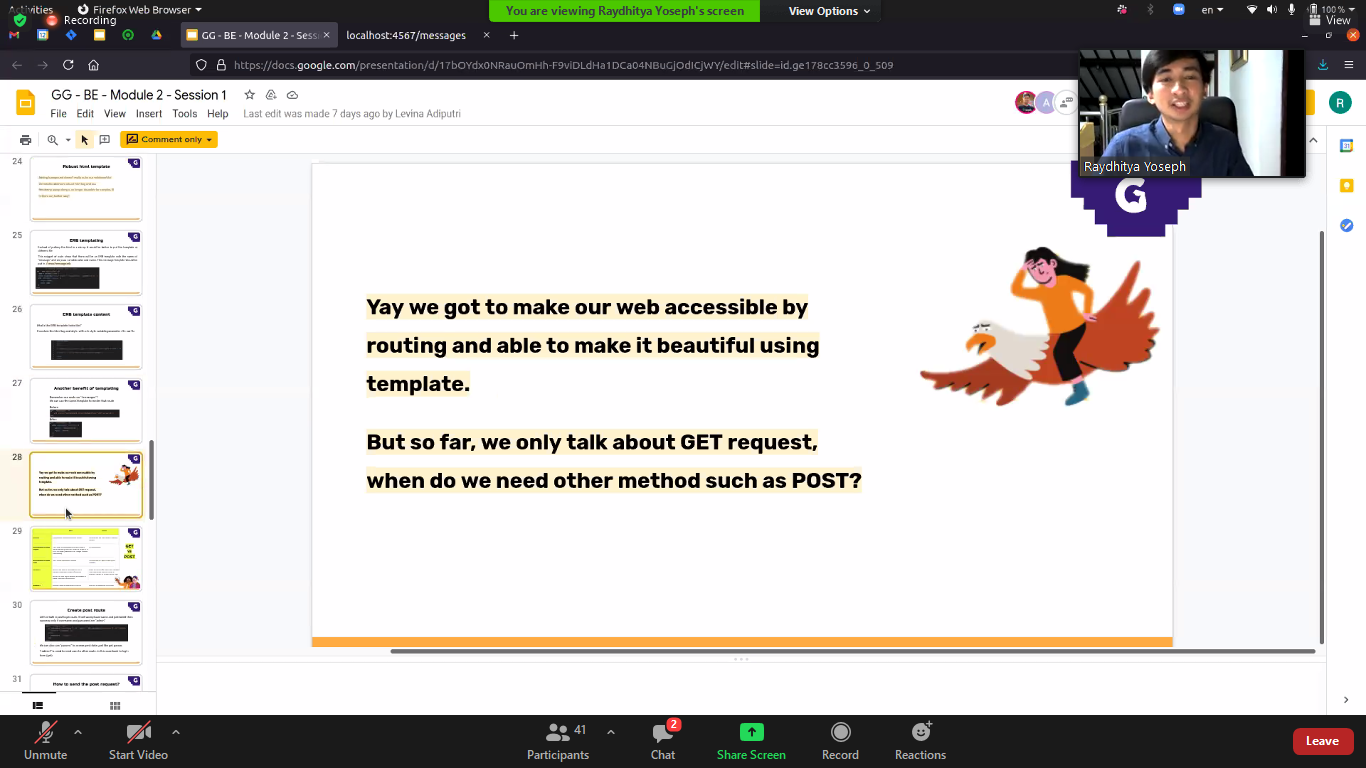 Activities
Firefox Web Browser
You are viewing Raydhitya Yoseph's screen
View Options
en
100 %
Recording
View
GG - BE - Module 2 - Sess
localhost:4567/messages
https://docs.google.com/presentation/d/17bOYdx0NRauOmHh-F9viDLdHa1DCa04NBuGjOdICjWY/edit#slide=id.ge178cc3596_0_509
GG - BE - Module 2 - Session 1
File Edit View Insert Tools Help
Last edit was made 7 days ago by Levina Adiputri
A
R
Comment only
Raydhitya Yoseph
24
Robust html template
25
ERB templating
26
ERB template content
27
Another benefit of templating
28
29
GET
vs
POST
30
Create post route
31
How to send the post request?
G
Yay we got to make our web accessible by
routing and able to make it beautiful using
template.
But so far, we only talk about GET request,
when do we need other method such as POST?
Unmute
Start Video
Participants
41
Chat
2
Share Screen
Record
Reactions
Leave